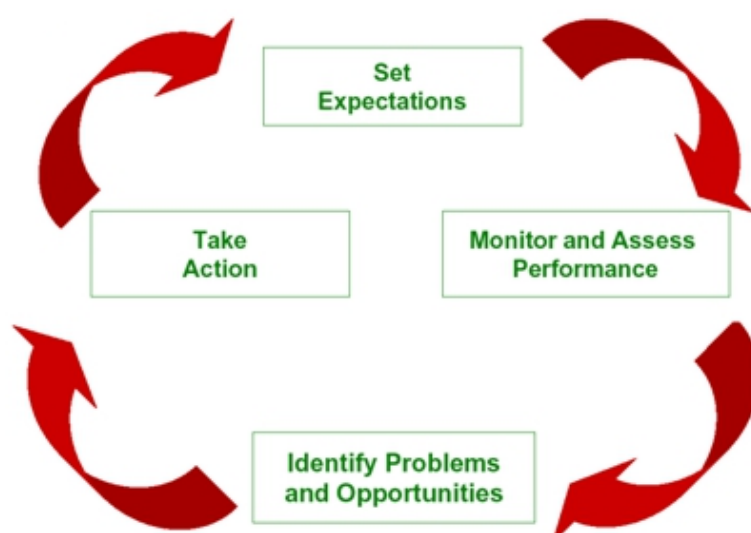 Set
Expectations
Take
Action
Monitor and Assess
Performance
Identify Problems
and Opportunities